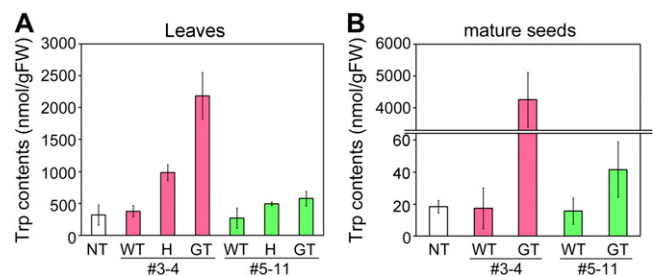 A
Leaves
Trp contents (nmol/gFW)
3000
2500
2000
1500
1000
500
0
NT WT H GT WT H GT
#3-4 #5-11
B
mature seeds
Trp contents (nmol/gFW)
6000
4000
60
40
20
0
NT WT GT WT GT
#3-4 #5-11